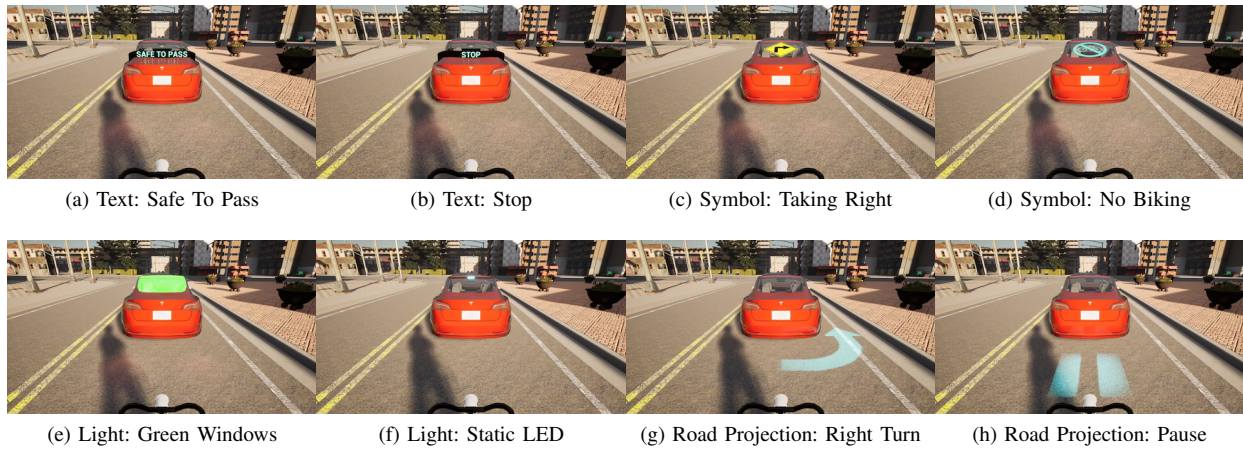 SAFE TO PASS
STOP
(a) Text: Safe To Pass
(b) Text: Stop
(c) Symbol: Taking Right
(d) Symbol: No Biking
(e) Light: Green Windows
(f) Light: Static LED
(g) Road Projection: Right Turn
(h) Road Projection: Pause